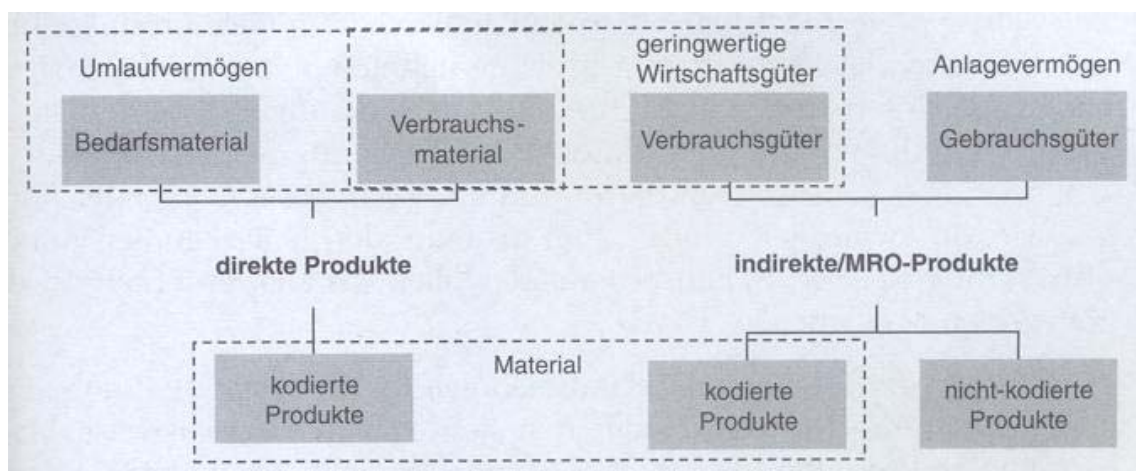 Umlaufvermögen
geringwertige
Wirtschaftsgüter
Anlagevermögen
Bedarfsmaterial
Verbrauchs-
material
Verbrauchsgüter
Gebrauchsgüter
direkte Produkte
indirekte/MRO-Produkte
Material
kodierte
Produkte
kodierte
Produkte
nicht-kodierte
Produkte